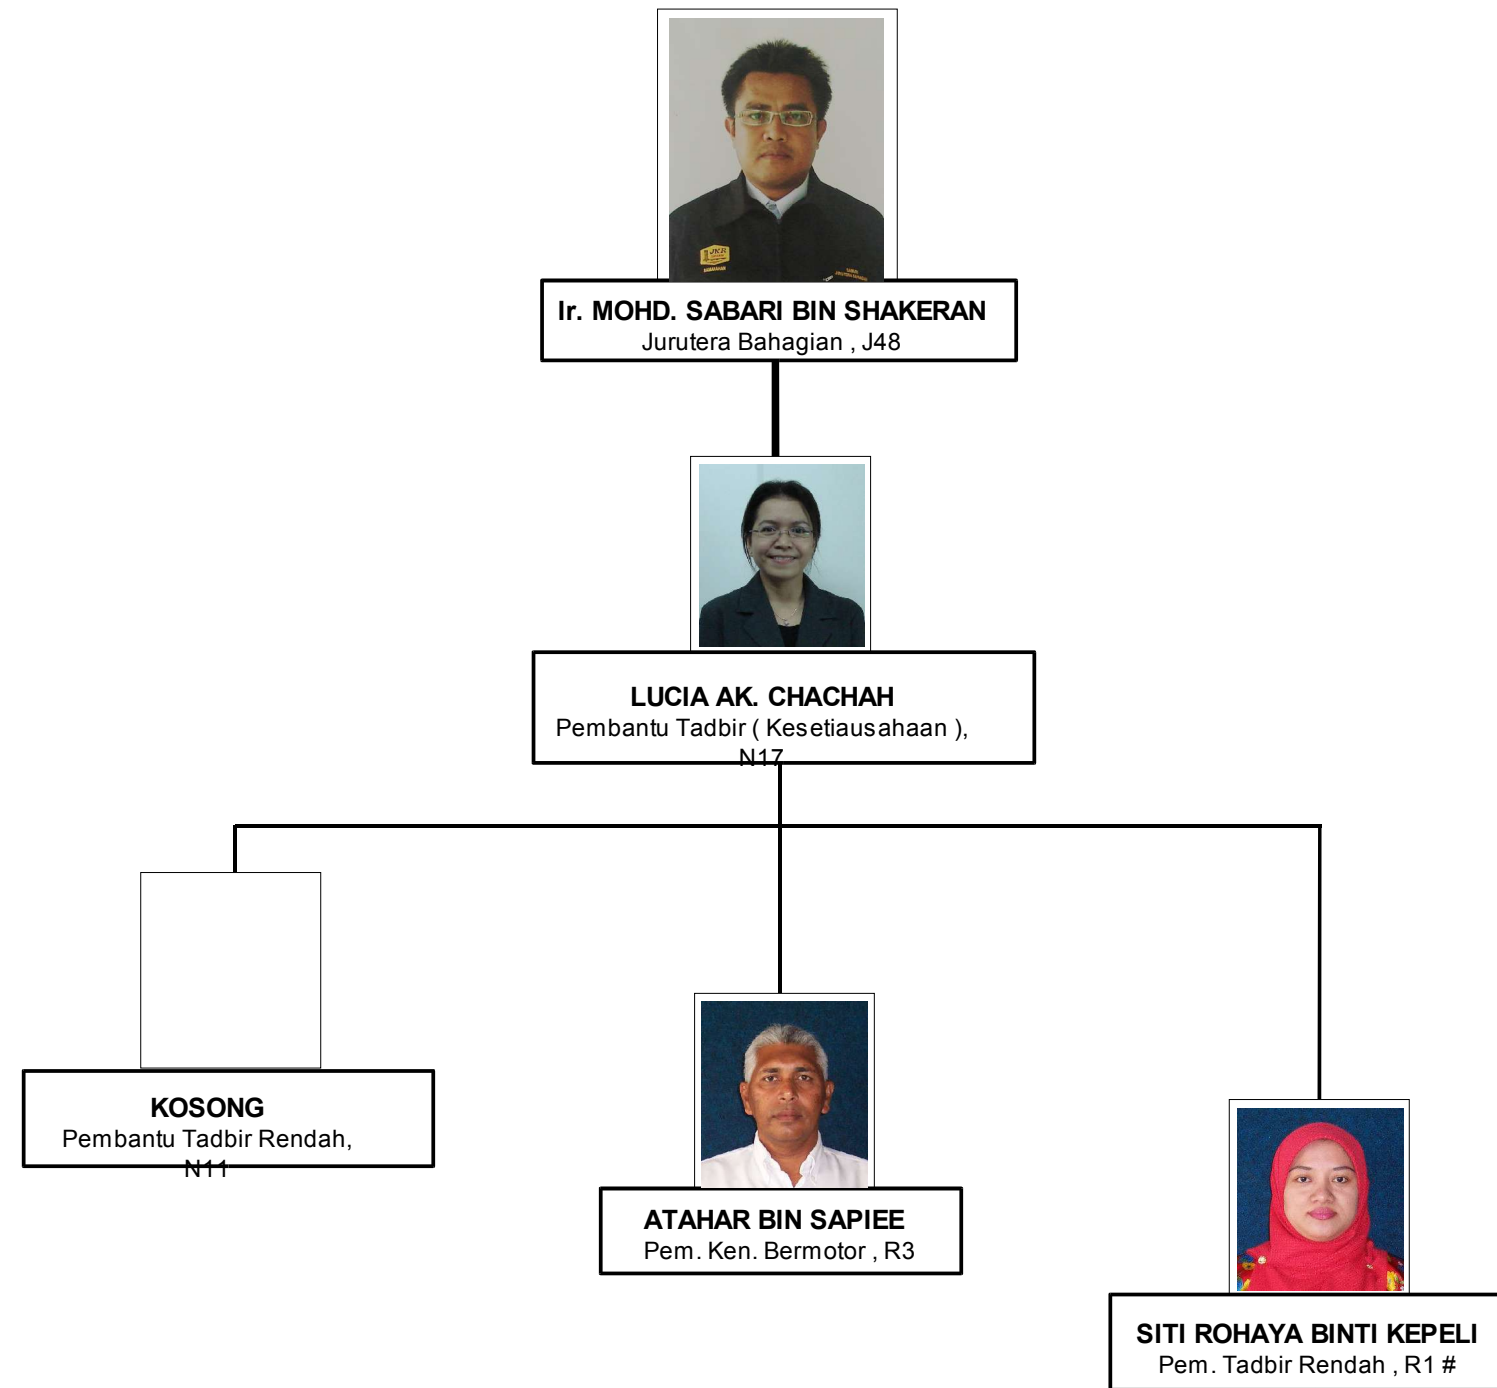 JKR
Ir. MOHD. SABARI BIN SHAKERAN
Jurutera Bahagian , J48
LUCIA AK. CHACHAH
Pembantu Tadbir ( Kesetiausahaan ),
N17
KOSONG
Pembantu Tadbir Rendah,
N11
ATAHAR BIN SAPIEE
Pem. Ken. Bermotor , R3
SITI ROHAYA BINTI KEPELI
Pem. Tadbir Rendah , R1 #